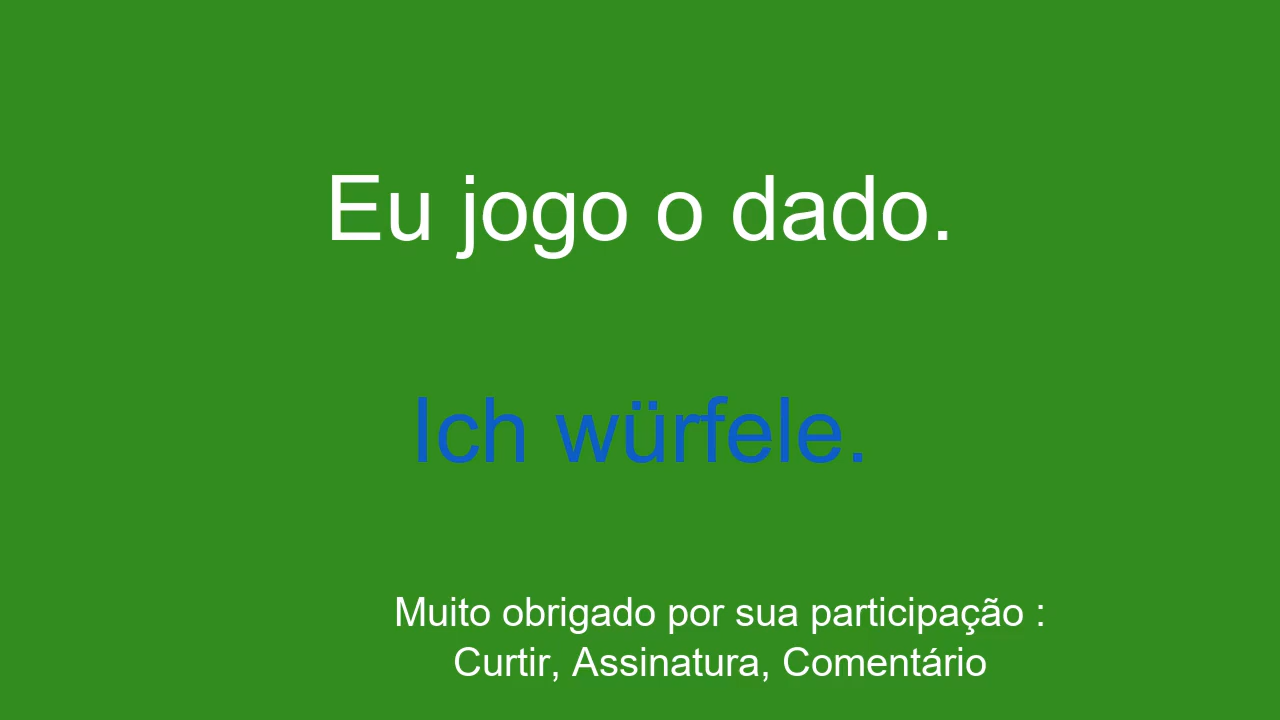 Eu jogo o dado.
Ich würfele.
Muito obrigado por sua participação :
Curtir, Assinatura, Comentário